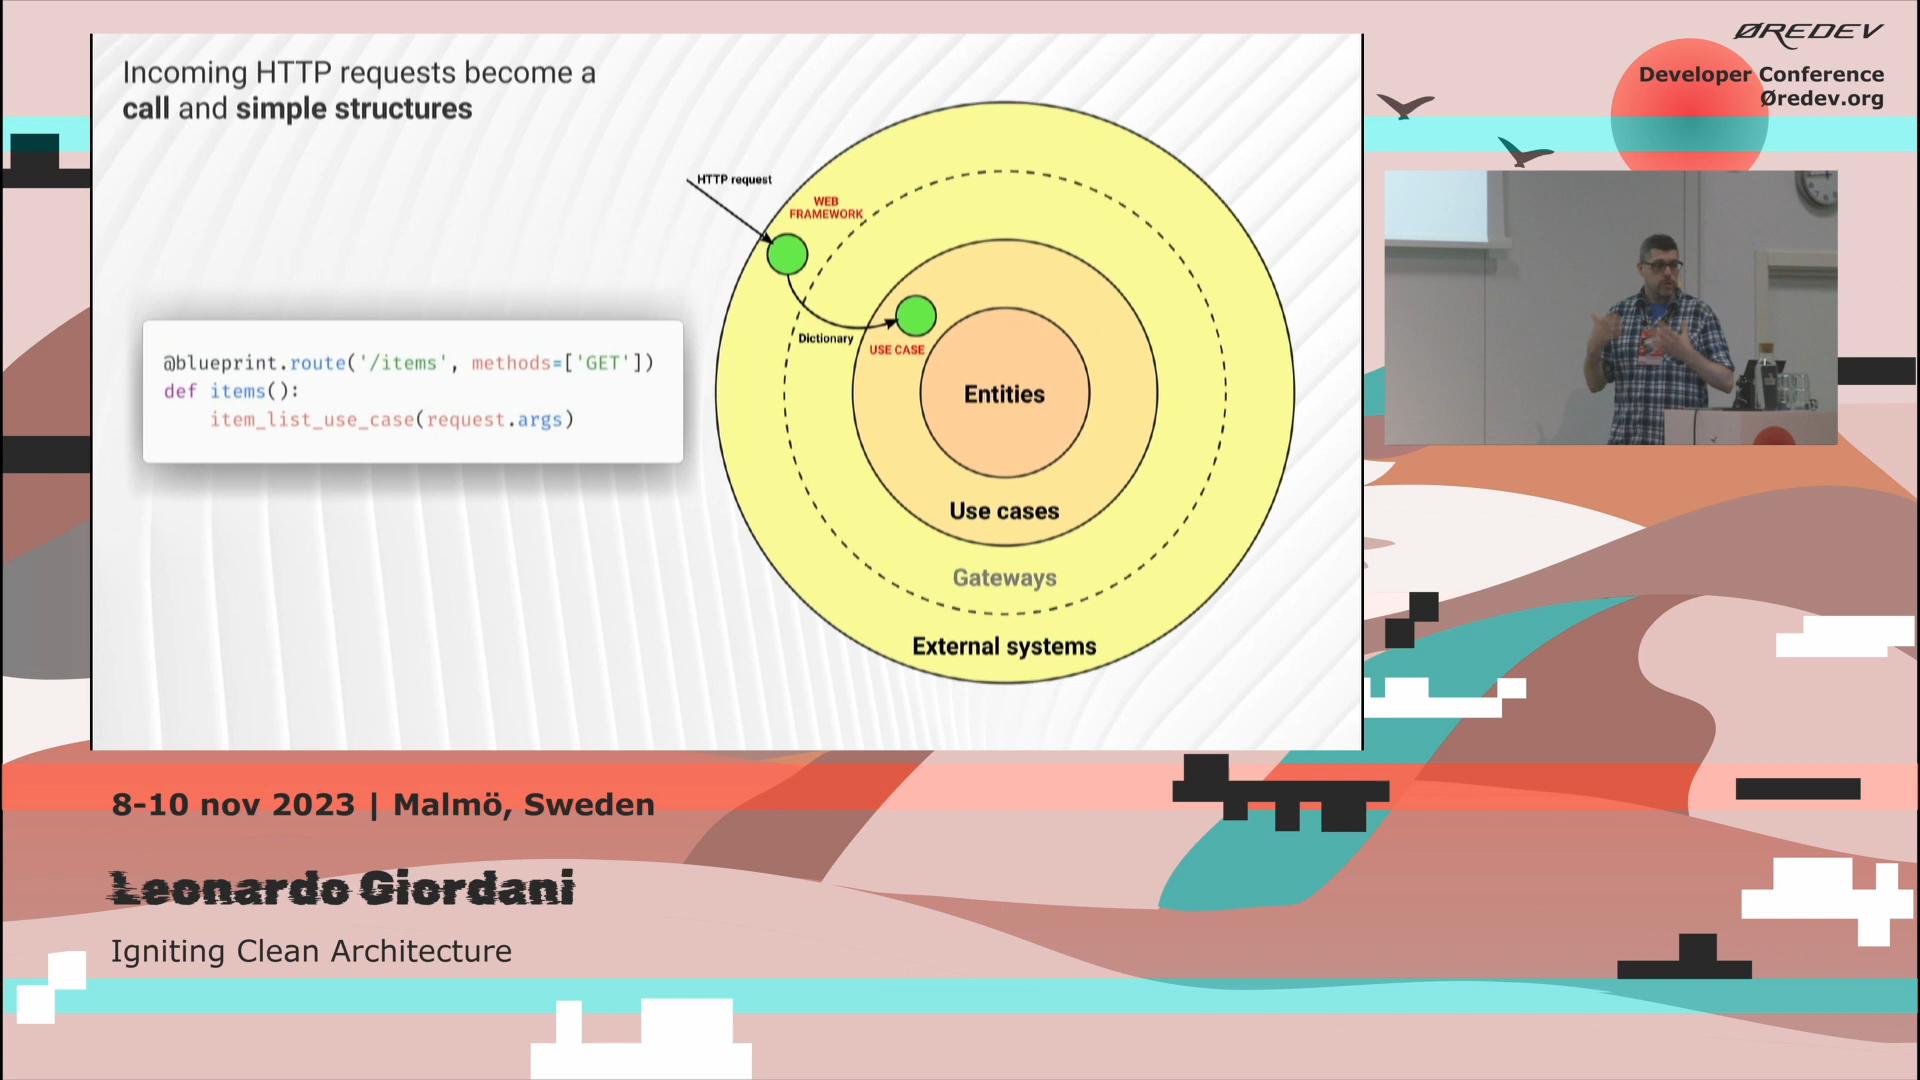 Incoming HTTP requests become a
call and simple structures
HTTP request
WEB
FRAMEWORK
Dictionary
USE CASE
@blueprint.route('/items', methods=['GET'])
def items():
    item_list_use_case(request.args)
Entities
Use cases
Gateways
External systems
ØREDEV
Developer Conference
Øredev.org
8-10 nov 2023 | Malmö, Sweden
Leonardo Giordani
Igniting Clean Architecture